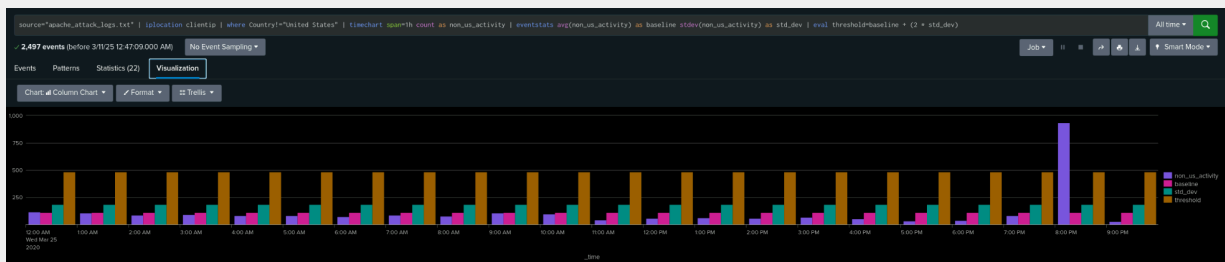 source="apache_attack_logs.txt" | iplocation clientip | where Country!="United States" | timechart span=1h count as non_us_activity | eventstats avg(non_us_activity) as baseline stdev(non_us_activity) as std_dev | eval threshold=baseline + (2 * std_dev)
All time
✓ 2,497 events (before 3/11/25 12:47:09.000 AM)
No Event Sampling
Job
Smart Mode
Events
Patterns
Statistics (22)
Visualization
Chart: Column Chart
Format
Trellis
1,000
750
500
250
non_us_activity
baseline
std_dev
threshold
12:00 AM 1:00 AM 2:00 AM 3:00 AM 4:00 AM 5:00 AM 6:00 AM 7:00 AM 8:00 AM 9:00 AM 10:00 AM 11:00 AM 12:00 PM 1:00 PM 2:00 PM 3:00 PM 4:00 PM 5:00 PM 6:00 PM 7:00 PM 8:00 PM 9:00 PM
Wed Mar 25
2020
_time